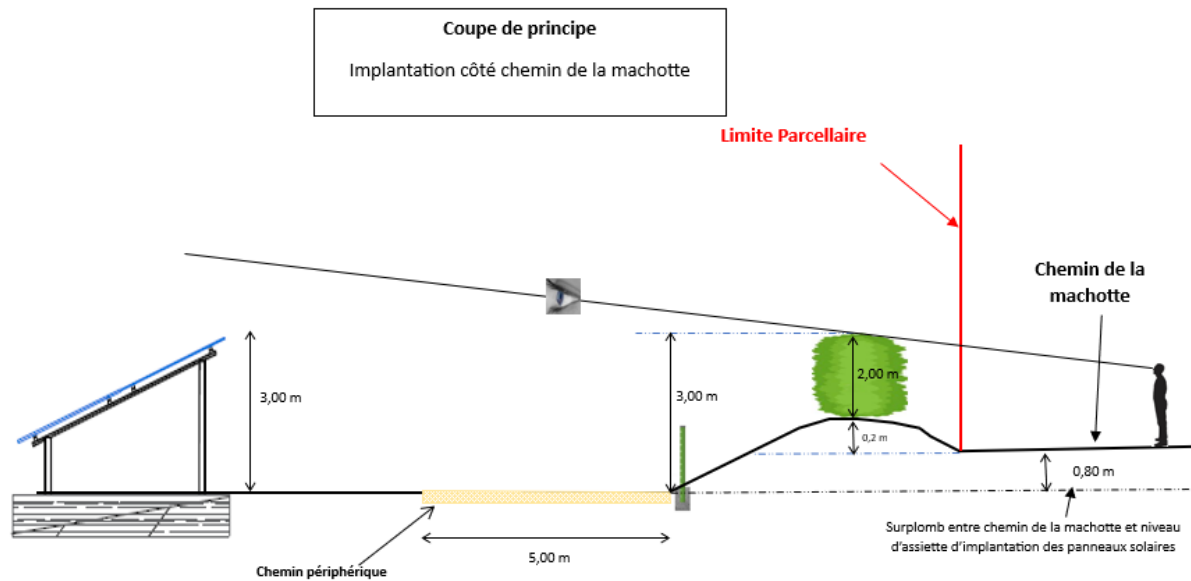 Coupe de principe
Implantation côté chemin de la machotte
Limite Parcellaire
Chemin de la
machotte
3,00 m
3,00 m
2,00 m
0,2 m
0,80 m
Surplomb entre chemin de la machotte et niveau
d'assiette d'implantation des panneaux solaires
5,00 m
Chemin périphérique